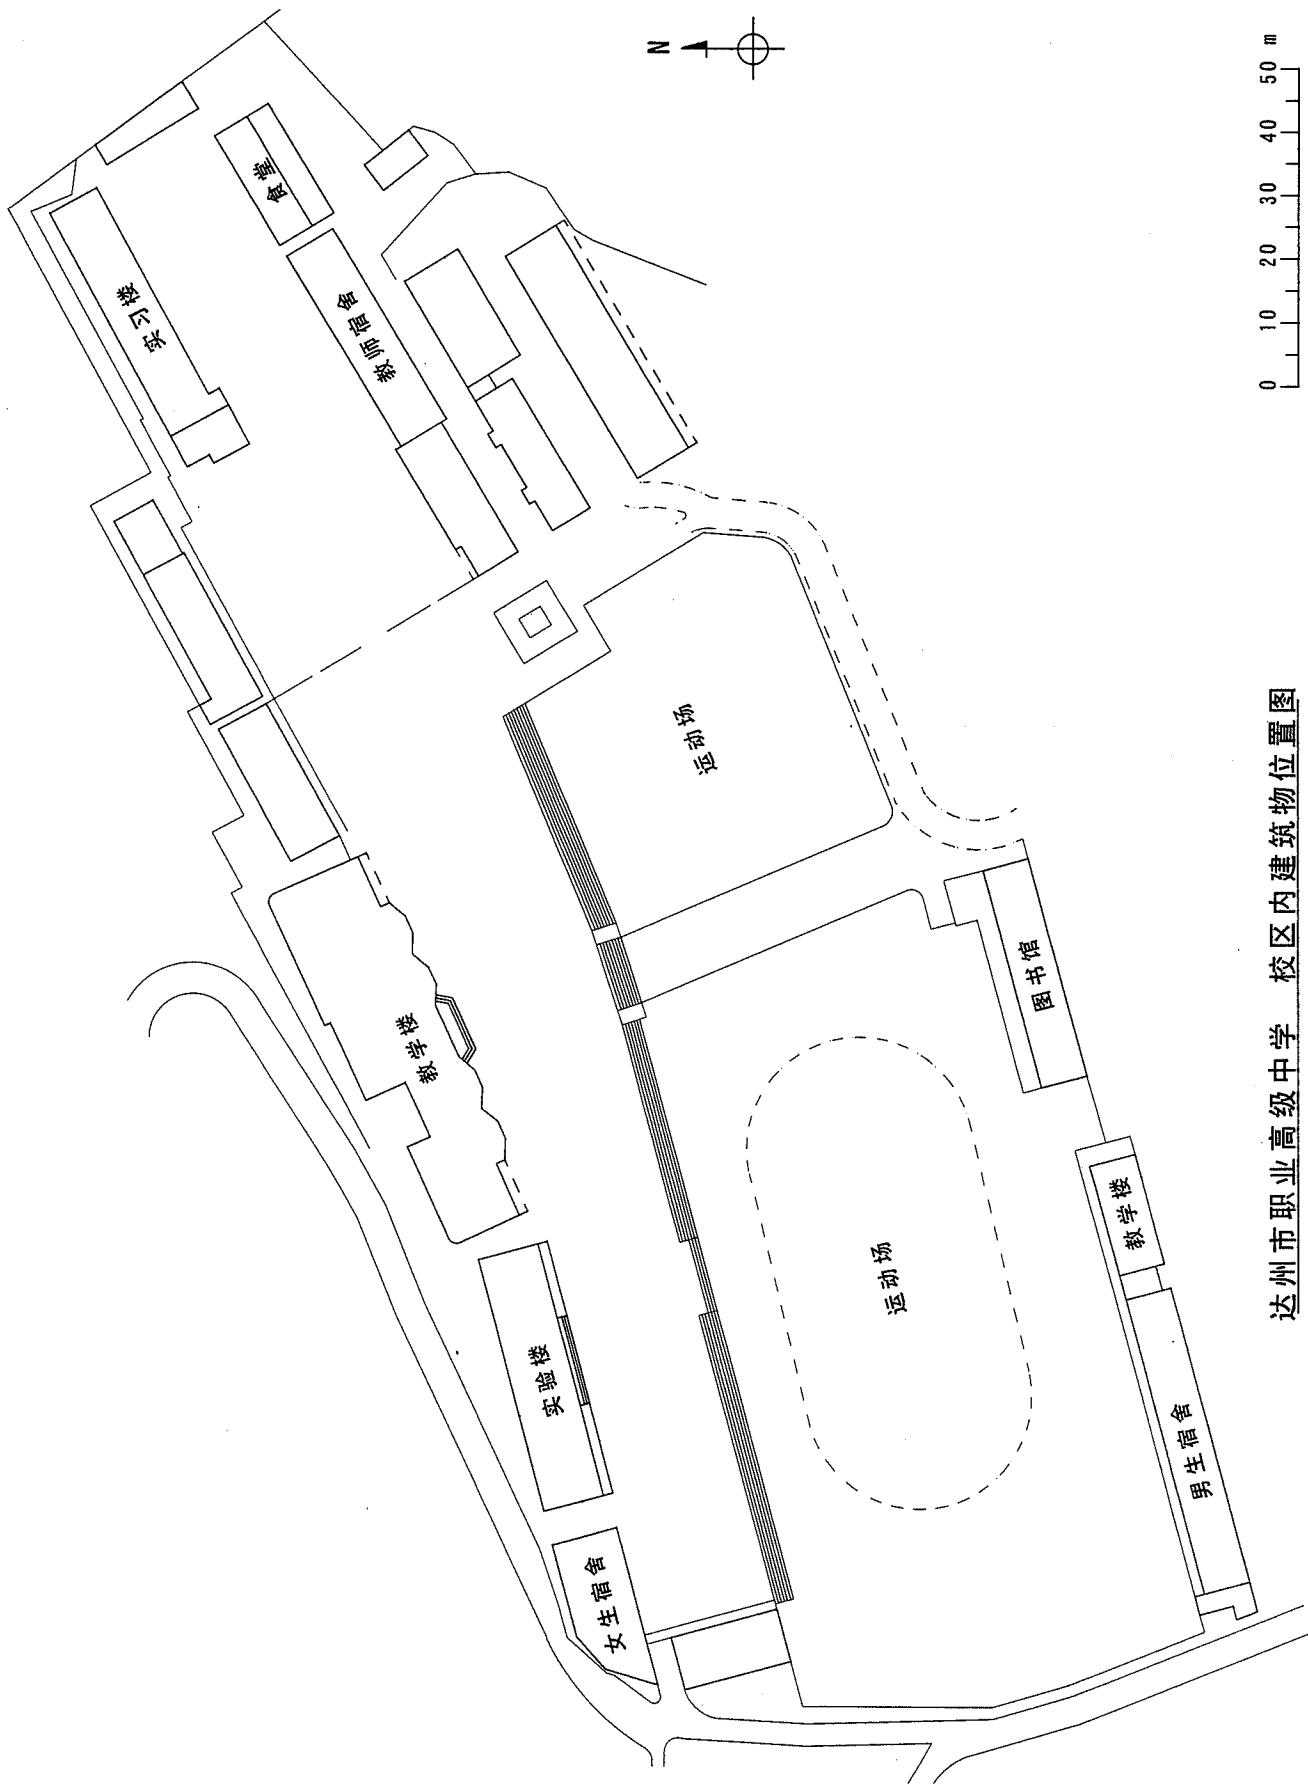 N
实习楼
食堂
教师宿舍
教学楼
运动场
实验楼
运动场
图书馆
女生宿舍
教学楼
男生宿舍
0 10 20 30 40 50 m
达州市职业高级中学 校区内建筑物位置图